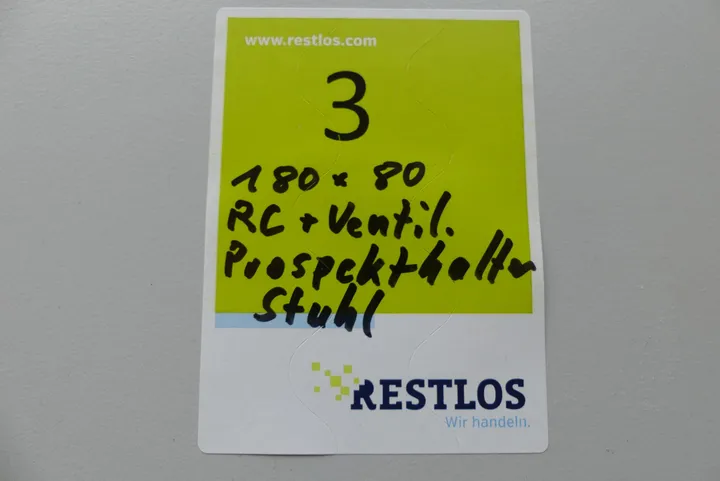 www.restlos.com
3
180 x 80
RC + Ventil.
Prospekthalter
Stuhl
RESTLOS
Wir handeln.